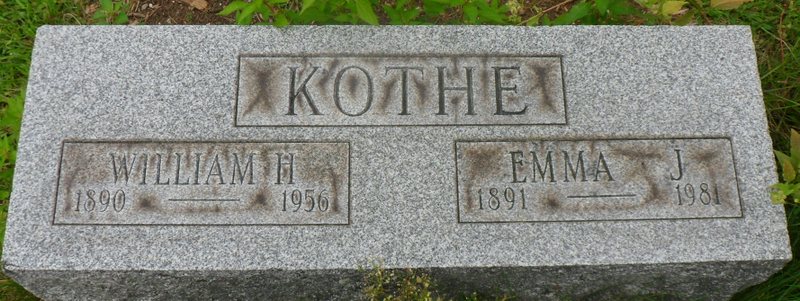 KOTHE
WILLIAM H
1890 — 1956
EMMA J
1891 — 1981